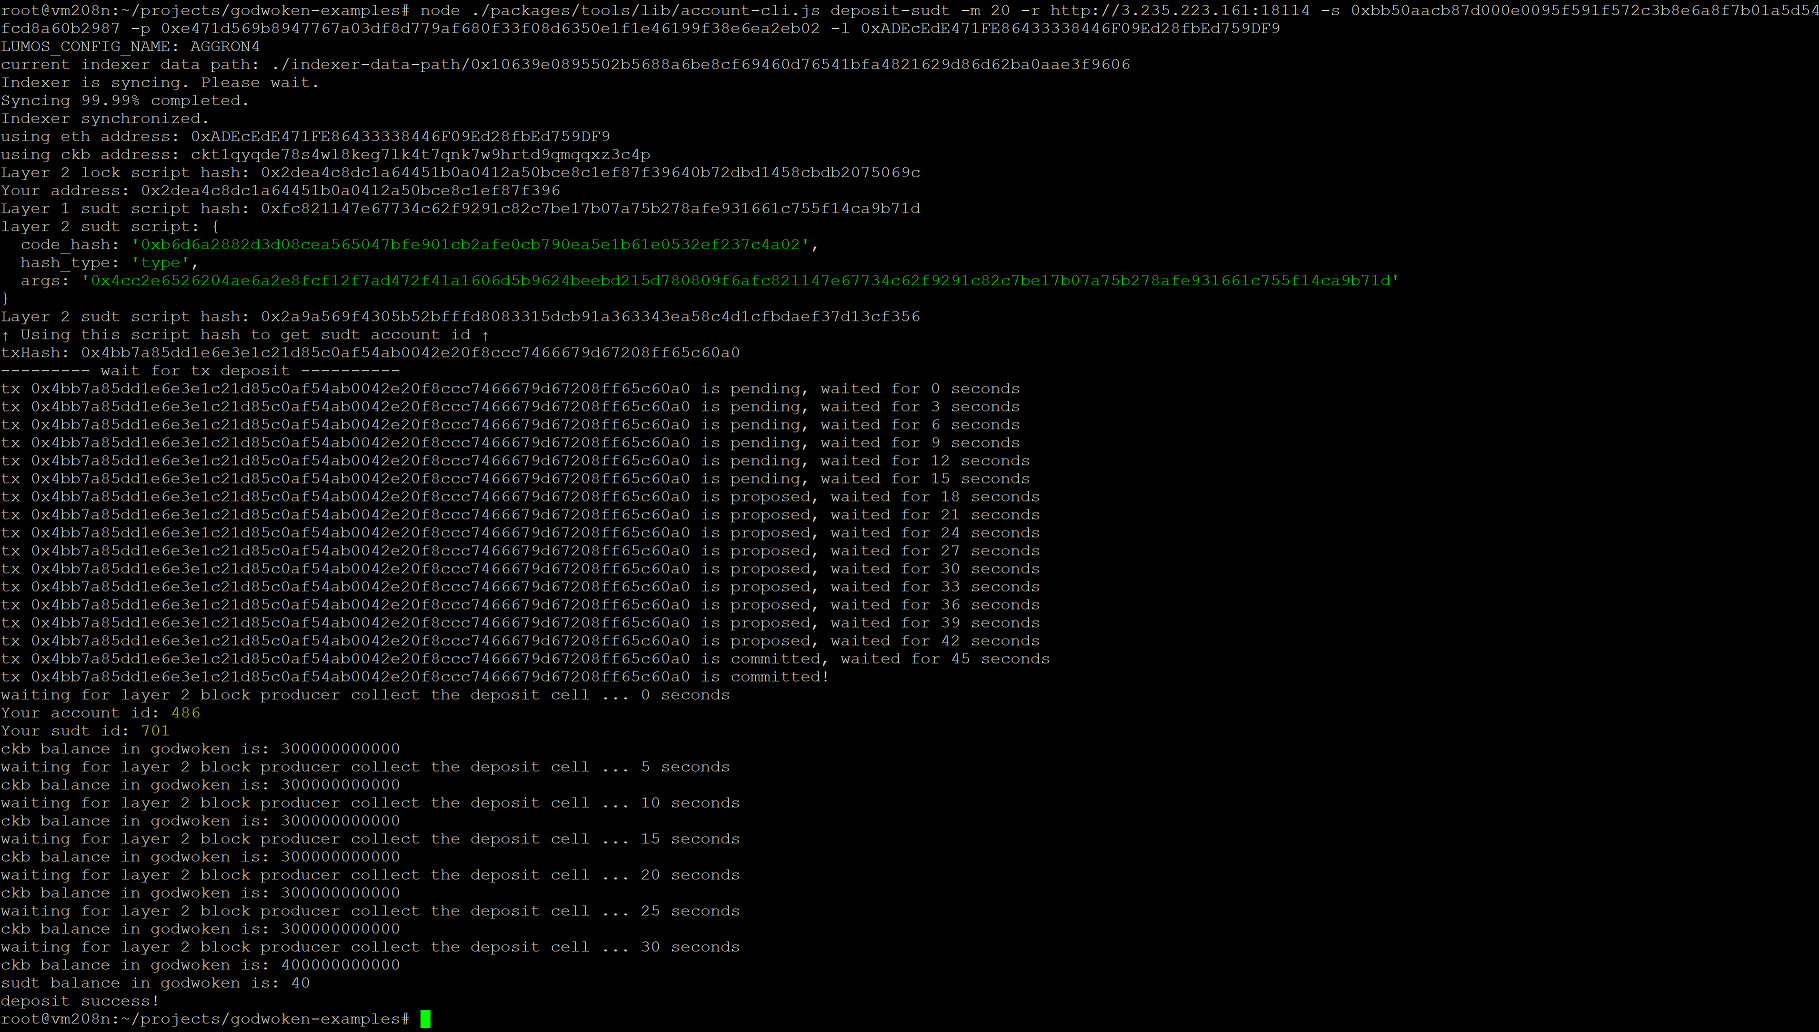 root@vm208n:~/projects/godwoken-examples# node ./packages/tools/lib/account-cli.js deposit-sudt -m 20 -r http://3.235.223.161:18114 -s 0xbb50aacb87d000e0095f591f572c3b8e6a8f7b01a5d54
fcd8a60b2987 -p 0xe471d569b8947767a03df8d779af680f33f08d6350e1f1e46199f38e6ea2eb02 -l 0xADEcEdE471FE86433338446F09Ed28fbEd759DF9
LUMOS_CONFIG_NAME: AGGRON4
current indexer data path: ./indexer-data-path/0x10639e0895502b5688a6be8cf69460d76541bfa4821629d86d62ba0aae3f9606
Indexer is syncing. Please wait.
Syncing 99.99% completed.
Indexer synchronized.
using eth address: 0xADEcEdE471FE86433338446F09Ed28fbEd759DF9
using ckb address: ckt1qyqde78s4wl8keg7lk4t7qnk7w9hrtd9qmqqxz3c4p
Layer 2 lock script hash: 0x2dea4c8dc1a64451b0a0412a50bce8c1ef87f39640b72dbd1458cbdb2075069c
Your address: 0x2dea4c8dc1a64451b0a0412a50bce8c1ef87f396
Layer 1 sudt script hash: 0xfc821147e67734c62f9291c82c7be17b07a75b278afe931661c755f14ca9b71d
layer 2 sudt script: {
  code_hash: '0xb6d6a2882d3d08cea565047bfe901cb2afe0cb790ea5e1b61e0532ef237c4a02',
  hash_type: 'type',
  args: '0x4cc2e6526204ae6a2e8fcf12f7ad472f41a1606d5b9624beebd215d780809f6afc821147e67734c62f9291c82c7be17b07a75b278afe931661c755f14ca9b71d'
}
Layer 2 sudt script hash: 0x2a9a569f4305b52bfffd8083315dcb91a363343ea58c4d1cfbdaef37d13cf356
↑ Using this script hash to get sudt account id ↑
txHash: 0x4bb7a85dd1e6e3e1c21d85c0af54ab0042e20f8ccc7466679d67208ff65c60a0
--------- wait for tx deposit ----------
tx 0x4bb7a85dd1e6e3e1c21d85c0af54ab0042e20f8ccc7466679d67208ff65c60a0 is pending, waited for 0 seconds
tx 0x4bb7a85dd1e6e3e1c21d85c0af54ab0042e20f8ccc7466679d67208ff65c60a0 is pending, waited for 3 seconds
tx 0x4bb7a85dd1e6e3e1c21d85c0af54ab0042e20f8ccc7466679d67208ff65c60a0 is pending, waited for 6 seconds
tx 0x4bb7a85dd1e6e3e1c21d85c0af54ab0042e20f8ccc7466679d67208ff65c60a0 is pending, waited for 9 seconds
tx 0x4bb7a85dd1e6e3e1c21d85c0af54ab0042e20f8ccc7466679d67208ff65c60a0 is pending, waited for 12 seconds
tx 0x4bb7a85dd1e6e3e1c21d85c0af54ab0042e20f8ccc7466679d67208ff65c60a0 is pending, waited for 15 seconds
tx 0x4bb7a85dd1e6e3e1c21d85c0af54ab0042e20f8ccc7466679d67208ff65c60a0 is proposed, waited for 18 seconds
tx 0x4bb7a85dd1e6e3e1c21d85c0af54ab0042e20f8ccc7466679d67208ff65c60a0 is proposed, waited for 21 seconds
tx 0x4bb7a85dd1e6e3e1c21d85c0af54ab0042e20f8ccc7466679d67208ff65c60a0 is proposed, waited for 24 seconds
tx 0x4bb7a85dd1e6e3e1c21d85c0af54ab0042e20f8ccc7466679d67208ff65c60a0 is proposed, waited for 27 seconds
tx 0x4bb7a85dd1e6e3e1c21d85c0af54ab0042e20f8ccc7466679d67208ff65c60a0 is proposed, waited for 30 seconds
tx 0x4bb7a85dd1e6e3e1c21d85c0af54ab0042e20f8ccc7466679d67208ff65c60a0 is proposed, waited for 33 seconds
tx 0x4bb7a85dd1e6e3e1c21d85c0af54ab0042e20f8ccc7466679d67208ff65c60a0 is proposed, waited for 36 seconds
tx 0x4bb7a85dd1e6e3e1c21d85c0af54ab0042e20f8ccc7466679d67208ff65c60a0 is proposed, waited for 39 seconds
tx 0x4bb7a85dd1e6e3e1c21d85c0af54ab0042e20f8ccc7466679d67208ff65c60a0 is proposed, waited for 42 seconds
tx 0x4bb7a85dd1e6e3e1c21d85c0af54ab0042e20f8ccc7466679d67208ff65c60a0 is committed, waited for 45 seconds
tx 0x4bb7a85dd1e6e3e1c21d85c0af54ab0042e20f8ccc7466679d67208ff65c60a0 is committed!
waiting for layer 2 block producer collect the deposit cell ... 0 seconds
Your account id: 486
Your sudt id: 701
ckb balance in godwoken is: 300000000000
waiting for layer 2 block producer collect the deposit cell ... 5 seconds
ckb balance in godwoken is: 300000000000
waiting for layer 2 block producer collect the deposit cell ... 10 seconds
ckb balance in godwoken is: 300000000000
waiting for layer 2 block producer collect the deposit cell ... 15 seconds
ckb balance in godwoken is: 300000000000
waiting for layer 2 block producer collect the deposit cell ... 20 seconds
ckb balance in godwoken is: 300000000000
waiting for layer 2 block producer collect the deposit cell ... 25 seconds
ckb balance in godwoken is: 300000000000
waiting for layer 2 block producer collect the deposit cell ... 30 seconds
ckb balance in godwoken is: 400000000000
sudt balance in godwoken is: 40
deposit success!
root@vm208n:~/projects/godwoken-examples#